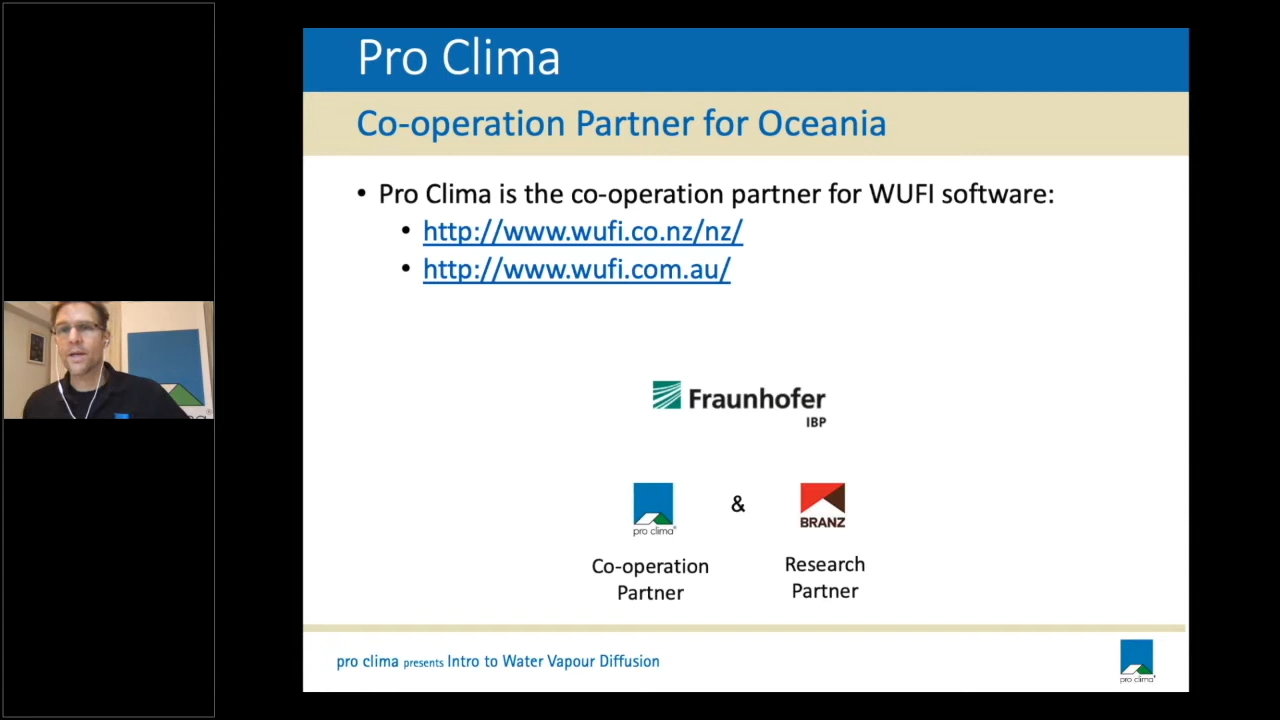 Pro Clima
Co-operation Partner for Oceania
• Pro Clima is the co-operation partner for WUFI software:
• http://www.wufi.co.nz/nz/
• http://www.wufi.com.au/
Fraunhofer
IBP
pro clima®
&
BRANZ
Co-operation
Partner
Research
Partner
pro clima presents Intro to Water Vapour Diffusion
pro clima®